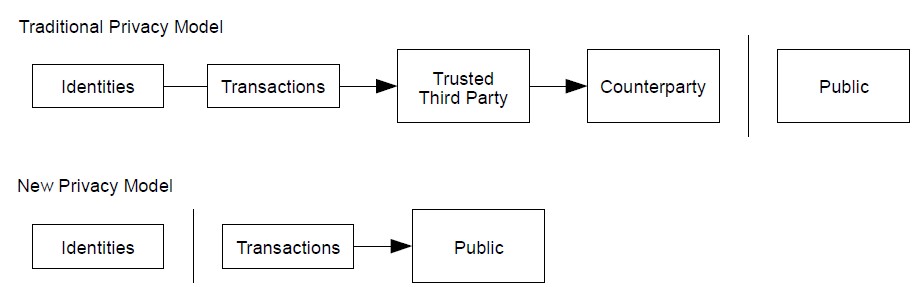 Traditional Privacy Model
Identities
Transactions
Trusted
Third Party
Counterparty
Public
New Privacy Model
Identities
Transactions
Public